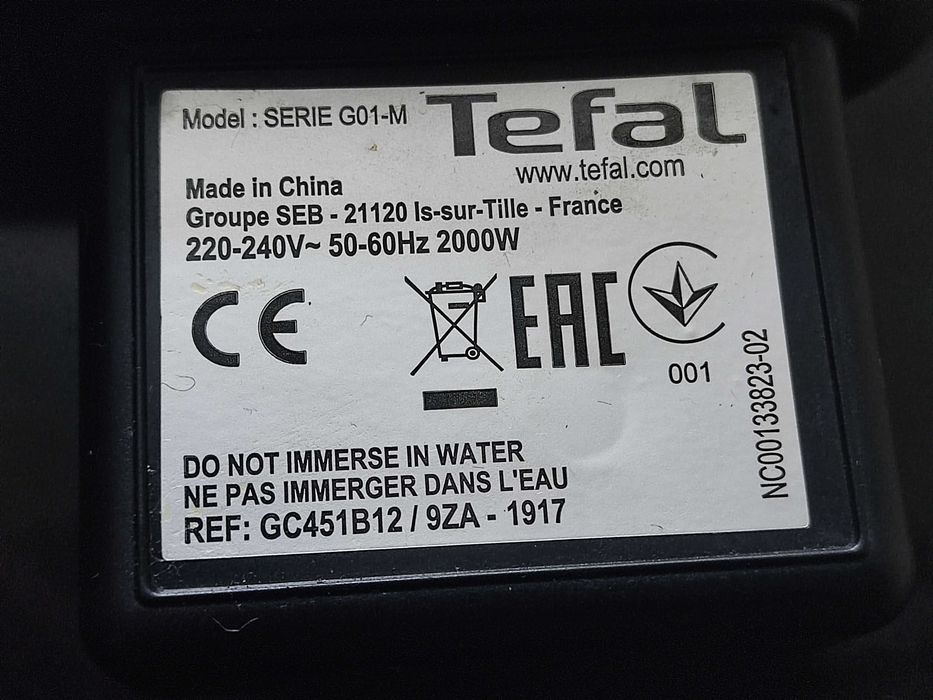 Model : SERIE G01-M
Tefal
www.tefal.com
Made in China
Groupe SEB - 21120 Is-sur-Tille - France
220-240V~ 50-60Hz 2000W
CE
EAC
001
NC00133823-02
DO NOT IMMERSE IN WATER
NE PAS IMMERGER DANS L'EAU
REF: GC451B12 / 9ZA - 1917